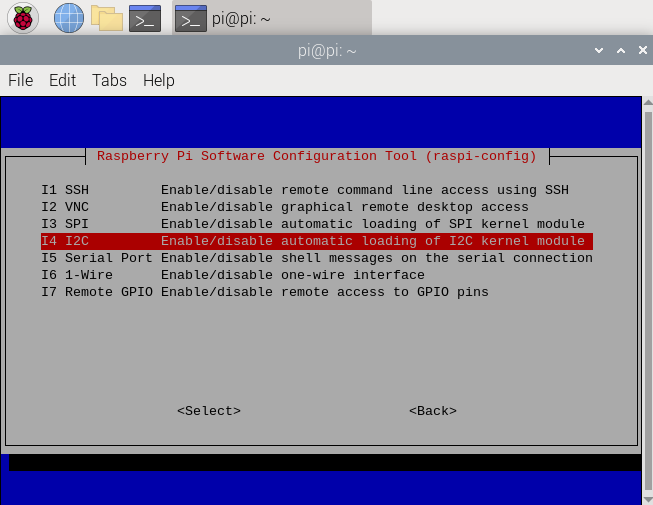 pi@pi: ~
pi@pi: ~
File Edit Tabs Help
Raspberry Pi Software Configuration Tool (raspi-config)
I1 SSH Enable/disable remote command line access using SSH
I2 VNC Enable/disable graphical remote desktop access
I3 SPI Enable/disable automatic loading of SPI kernel module
I4 I2C Enable/disable automatic loading of I2C kernel module
I5 Serial Port Enable/disable shell messages on the serial connection
I6 1-Wire Enable/disable one-wire interface
I7 Remote GPIO Enable/disable remote access to GPIO pins
<Select> <Back>